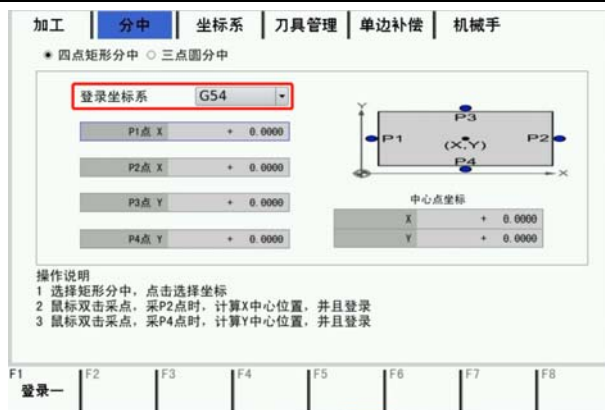 加工 分中 坐标系 刀具管理 单边补偿 机械手
四点矩形分中 三点圆分中
登录坐标系 G54
P1点 X + 0.0000
P2点 X + 0.0000
P3点 Y + 0.0000
P4点 Y + 0.0000
Y
P3
P1 (X,Y) P2
P4
X
中心点坐标
X + 0.0000
Y + 0.0000
操作说明
1 选择矩形分中，点击选择坐标
2 鼠标双击采点，采P2点时，计算X中心位置，并且登录
3 鼠标双击采点，采P4点时，计算Y中心位置，并且登录
F1 F2 F3 F4 F5 F6 F7 F8
登录一